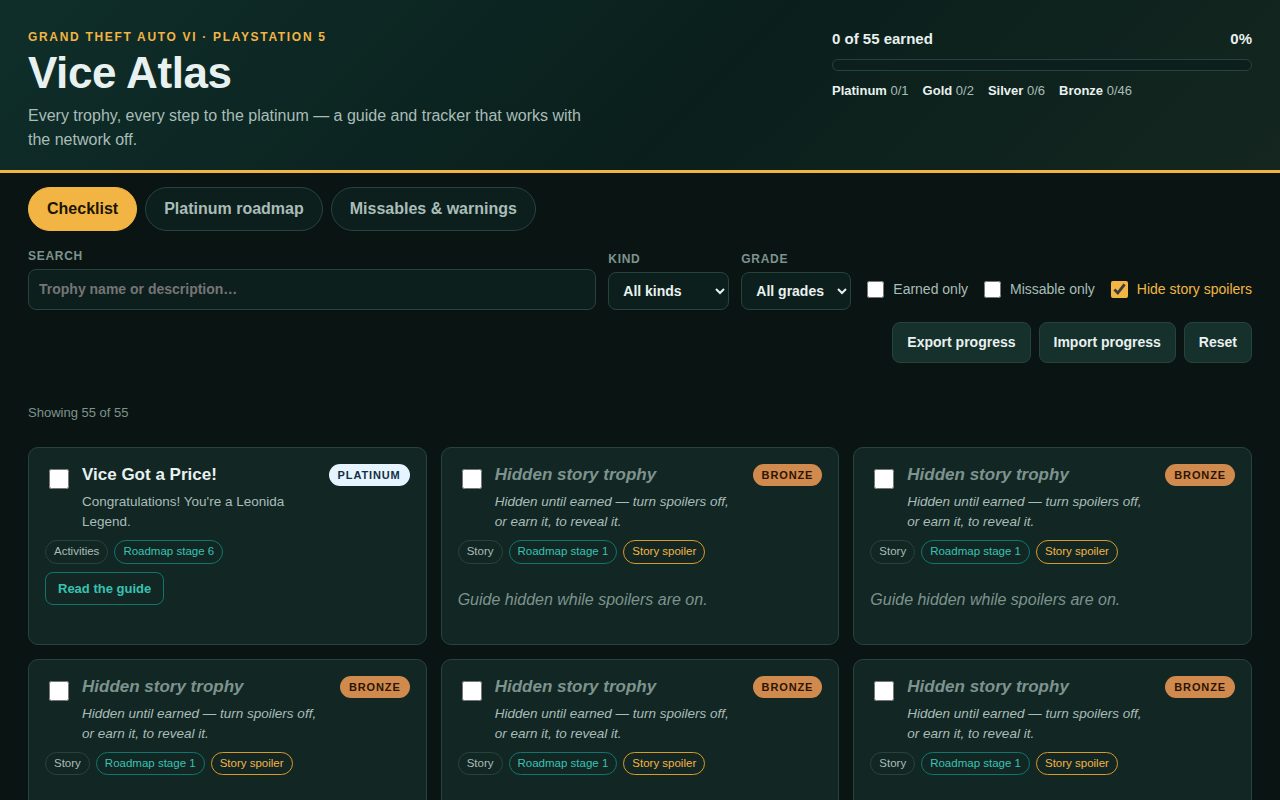 GRAND THEFT AUTO VI · PLAYSTATION 5
Vice Atlas
Every trophy, every step to the platinum — a guide and tracker that works with
the network off.
0 of 55 earned 0%
Platinum 0/1 Gold 0/2 Silver 0/6 Bronze 0/46
Checklist Platinum roadmap Missables & warnings
SEARCH KIND GRADE
Trophy name or description… All kinds All grades Earned only Missable only Hide story spoilers
Export progress Import progress Reset
Showing 55 of 55
Vice Got a Price! PLATINUM
Congratulations! You're a Leonida
Legend.
Activities Roadmap stage 6
Read the guide
Hidden story trophy BRONZE
Hidden until earned — turn spoilers off,
or earn it, to reveal it.
Story Roadmap stage 1 Story spoiler
Guide hidden while spoilers are on.
Hidden story trophy BRONZE
Hidden until earned — turn spoilers off,
or earn it, to reveal it.
Story Roadmap stage 1 Story spoiler
Guide hidden while spoilers are on.
Hidden story trophy BRONZE
Hidden until earned — turn spoilers off,
or earn it, to reveal it.
Story Roadmap stage 1 Story spoiler
Hidden story trophy BRONZE
Hidden until earned — turn spoilers off,
or earn it, to reveal it.
Story Roadmap stage 1 Story spoiler
Hidden story trophy BRONZE
Hidden until earned — turn spoilers off,
or earn it, to reveal it.
Story Roadmap stage 1 Story spoiler